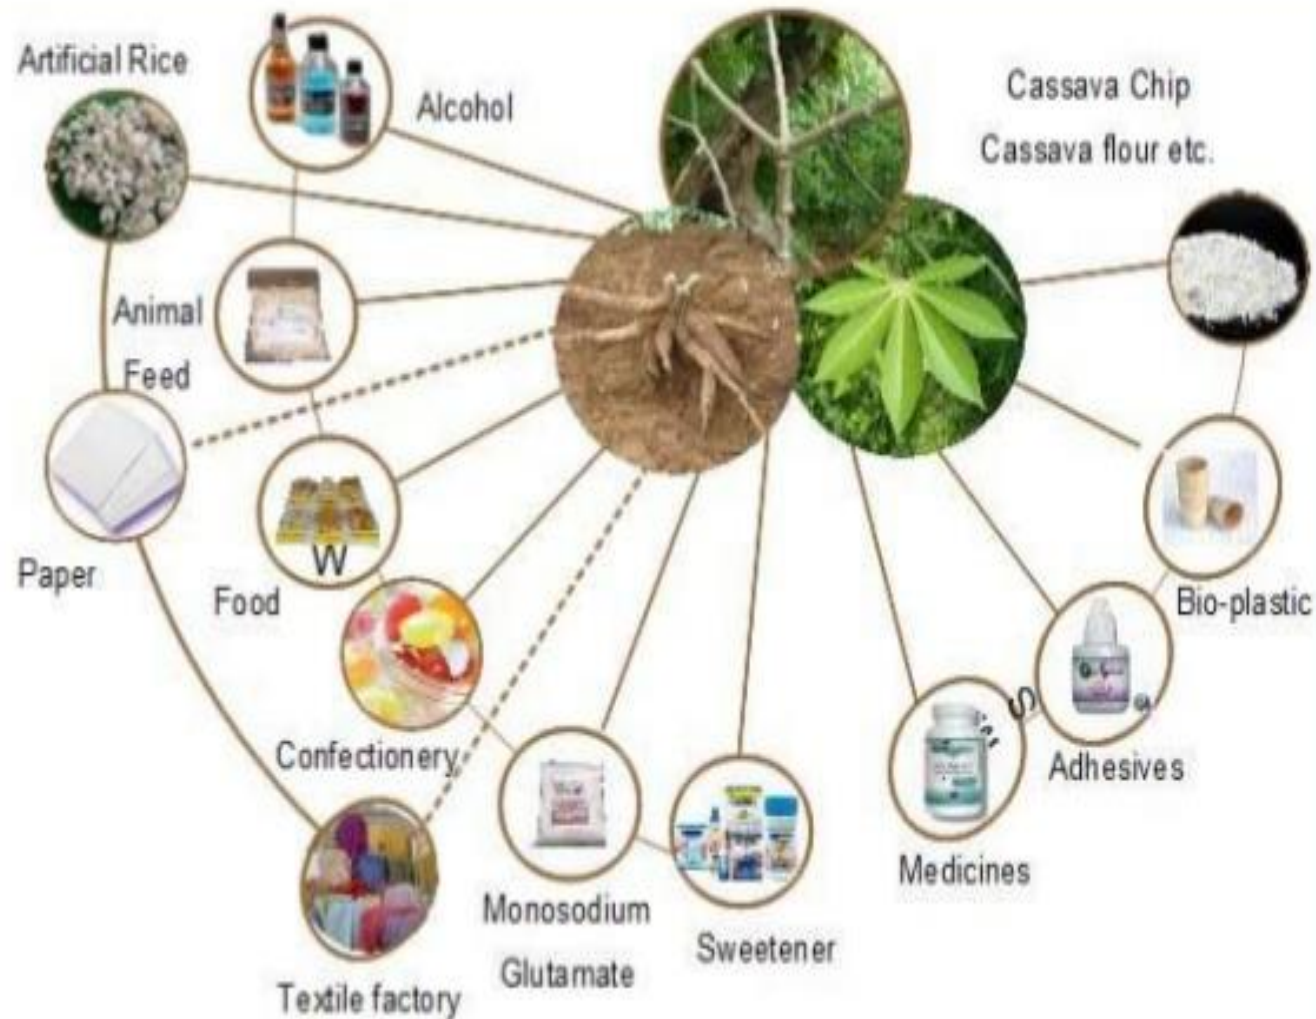 Artificial Rice
Alcohol
Cassava Chip
Cassava flour etc.
Animal
Feed
Paper
Food
W
Confectionery
Bio-plastic
S
Adhesives
Medicines
Monosodium
Glutamate
Sweetener
Textile factory